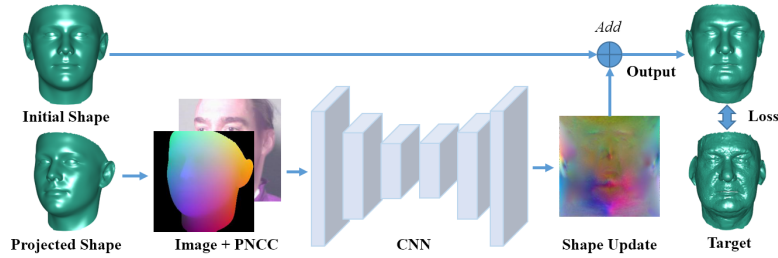 Add
Output
Initial Shape
Loss
Projected Shape
Image + PNCC
CNN
Shape Update
Target